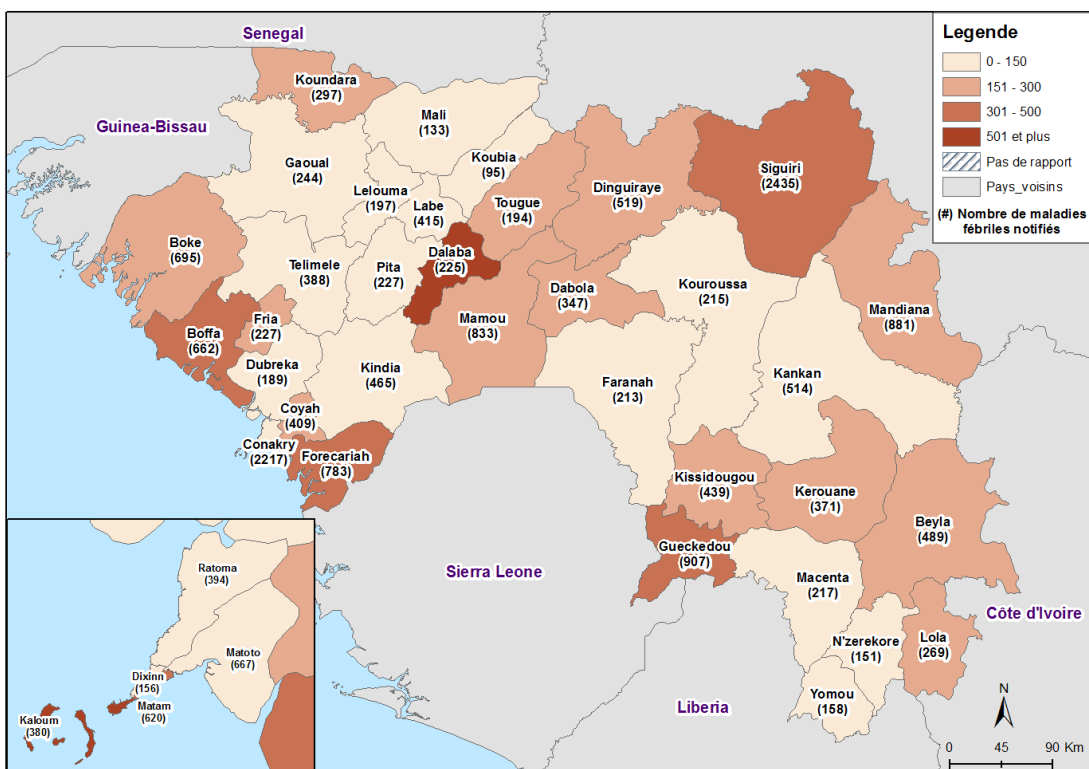 Senegal
Legende
0 - 150
151 - 300
301 - 500
501 et plus
Pas de rapport
Pays_voisins
(#) Nombre de maladies
fébriles notifiés
Koundara
(297)
Guinea-Bissau
Mali
(133)
Koubia
(95)
Gaoual
(244)
Lelouma
(197)
Labe
(415)
Tougue
(194)
Dinguiraye
(519)
Siguiri
(2435)
Boke
(695)
Telimele
(388)
Pita
(227)
Dalaba
(225)
Dabola
(347)
Kouroussa
(215)
Mandiana
(881)
Boffa
(662)
Fria
(227)
Mamou
(833)
Dubreka
(189)
Kindia
(465)
Faranah
(213)
Kankan
(514)
Coyah
(409)
Conakry
(2217)
Forecariah
(783)
Kissidougou
(439)
Kerouane
(371)
Beyla
(489)
Gueckedou
(907)
Sierra Leone
Macenta
(217)
Côte d'Ivoire
N'zerekore
(151)
Lola
(269)
Yomou
(158)
Liberia
Ratoma
(394)
Matoto
(667)
Dixinn
(156)
Matam
(620)
Kaloum
(380)
N
0 45 90 Km